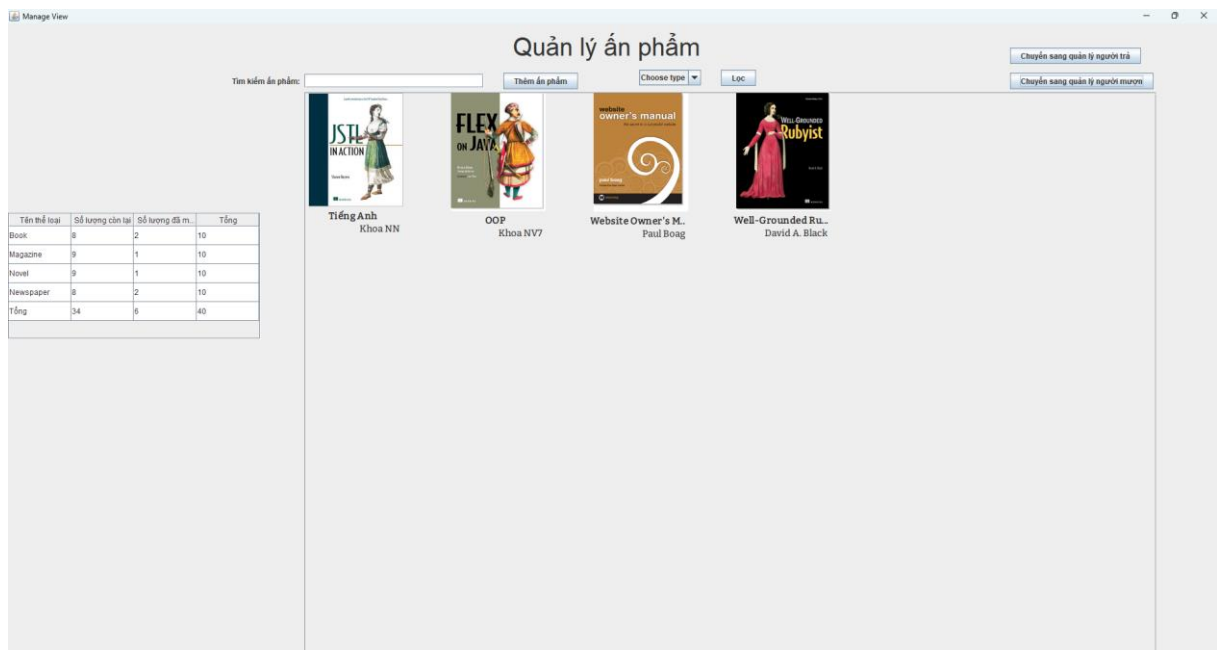 Manage View
Quản lý ấn phẩm
Chuyển sang quản lý người trả
Tìm kiếm ấn phẩm:
Thêm ấn phẩm
Choose type
Lọc
Chuyển sang quản lý người mượn
JSTL
IN ACTION
FLEX
ON JAVA
website
owner's manual
paul boag
WELL-GROUNDED
Rubyist
Tiếng Anh
Khoa NN
OOP
Khoa NV7
Website Owner's M..
Paul Boag
Well-Grounded Ru...
David A. Black
Tên thể loại Số lượng còn lại Số lượng đã m... Tổng
Book 8 2 10
Magazine 9 1 10
Novel 9 1 10
Newspaper 8 2 10
Tổng 34 6 40